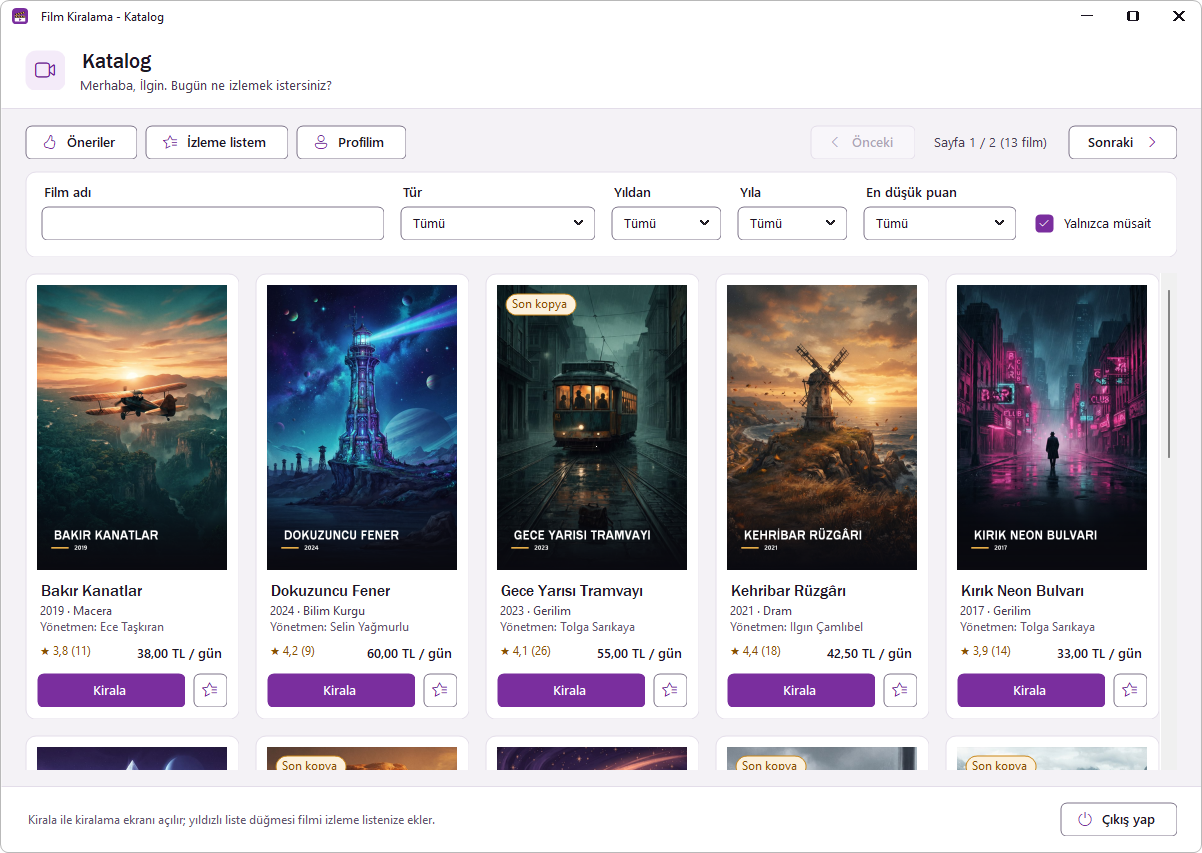 Film Kiralama - Katalog
Katalog
Merhaba, İlgin. Bugün ne izlemek istersiniz?
Öneriler
İzleme listem
Profilim
Önceki
Sayfa 1 / 2 (13 film)
Sonraki
Film adı
Tür
Yıldan
Yıla
En düşük puan
Tümü
Tümü
Tümü
Tümü
Yalnızca müsait
BAKIR KANATLAR
2019
Bakır Kanatlar
2019 · Macera
Yönetmen: Ece Taşkıran
★ 3,8 (11)
38,00 TL / gün
Kirala
DOKUZUNCU FENER
2024
Dokuzuncu Fener
2024 · Bilim Kurgu
Yönetmen: Selin Yağmurlu
★ 4,2 (9)
60,00 TL / gün
Kirala
Son kopya
GECE YARISI TRAMVAYI
2023
Gece Yarısı Tramvayı
2023 · Gerilim
Yönetmen: Tolga Sarıkaya
★ 4,1 (26)
55,00 TL / gün
Kirala
KEHRİBAR RÜZGÂRI
2021
Kehribar Rüzgârı
2021 · Dram
Yönetmen: Ilgın Çamlıbel
★ 4,4 (18)
42,50 TL / gün
Kirala
BAR
CLUB
KIRIK NEON BULVARI
2017
Kırık Neon Bulvarı
2017 · Gerilim
Yönetmen: Tolga Sarıkaya
★ 3,9 (14)
33,00 TL / gün
Kirala
Son kopya
Son kopya
Son kopya
Kirala ile kiralama ekranı açılır; yıldızlı liste düğmesi filmi izleme listenize ekler.
Çıkış yap